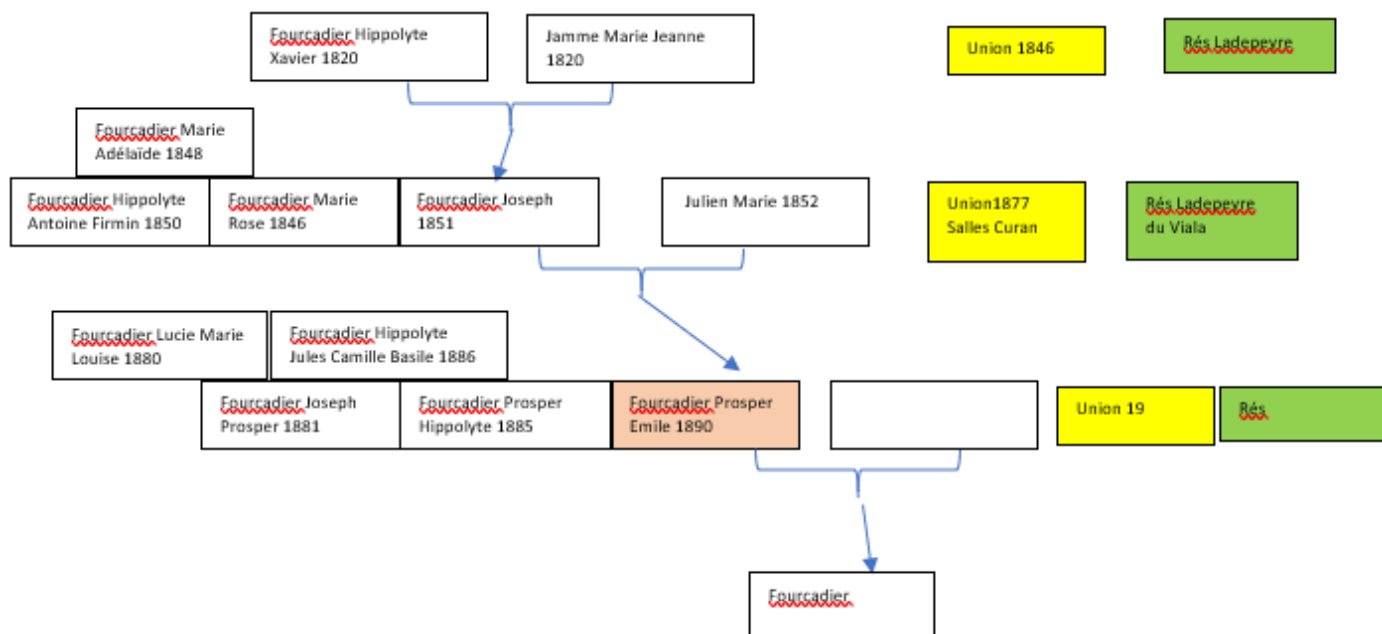 Fourcadier Hippolyte
Xavier 1820
Jamme Marie Jeanne
1820
Union 1846
Rés Ladepeyre
Fourcadier Marie
Adélaïde 1848
Fourcadier Hippolyte
Antoine Firmin 1850
Fourcadier Marie
Rose 1846
Fourcadier Joseph
1851
Julien Marie 1852
Union1877
Salles Curan
Rés Ladepeyre
du Viala
Fourcadier Lucie Marie
Louise 1880
Fourcadier Hippolyte
Jules Camille Basile 1886
Fourcadier Joseph
Prosper 1881
Fourcadier Prosper
Hippolyte 1885
Fourcadier Prosper
Emile 1890
Union 19
Rés
Fourcadier